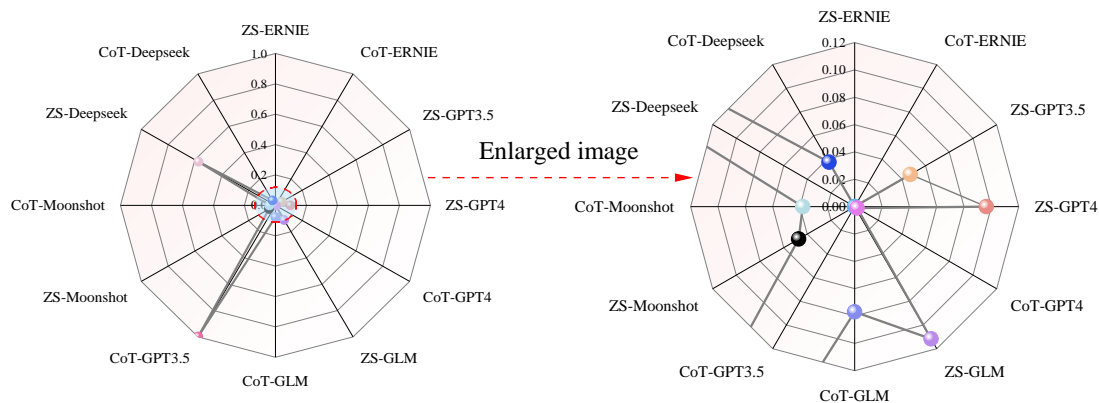 ZS-ERNIE
CoT-ERNIE
ZS-GPT3.5
ZS-GPT4
CoT-GPT4
ZS-GLM
CoT-GLM
CoT-GPT3.5
ZS-Moonshot
CoT-Moonshot
ZS-Deepseek
CoT-Deepseek
1.0
0.8
0.6
0.4
0.2
0.0
Enlarged image
ZS-ERNIE
CoT-ERNIE
ZS-GPT3.5
ZS-GPT4
CoT-GPT4
ZS-GLM
CoT-GLM
CoT-GPT3.5
ZS-Moonshot
CoT-Moonshot
ZS-Deepseek
CoT-Deepseek
0.12
0.10
0.08
0.06
0.04
0.02
0.00